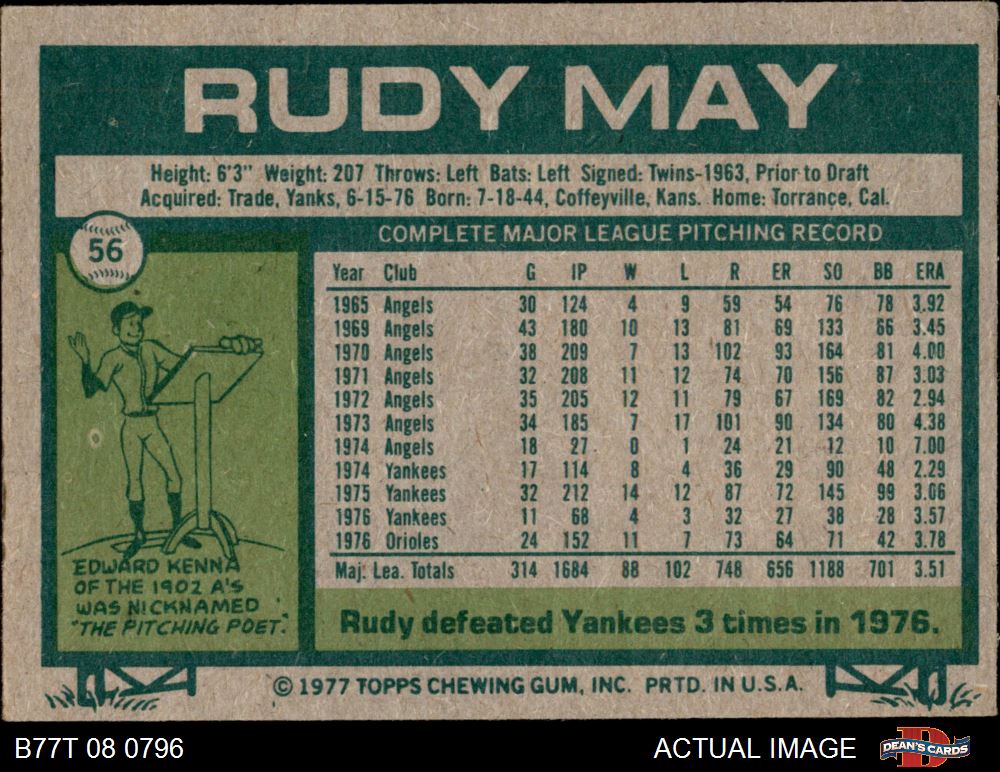 RUDY MAY
Height: 6'3" Weight: 207 Throws: Left Bats: Left Signed: Twins-1963, Prior to Draft
Acquired: Trade, Yanks, 6-15-76 Born: 7-18-44, Coffeyville, Kans. Home: Torrance, Cal.
56
COMPLETE MAJOR LEAGUE PITCHING RECORD
Year Club G IP W L R ER SO BB ERA
1965 Angels 30 124 4 9 59 54 76 78 3.92
1969 Angels 43 180 10 13 81 69 133 66 3.45
1970 Angels 38 209 7 13 102 93 164 81 4.00
1971 Angels 32 208 11 12 74 70 156 87 3.03
1972 Angels 35 205 12 11 79 67 169 82 2.94
1973 Angels 34 185 7 17 101 90 134 80 4.38
1974 Angels 18 27 0 1 24 21 12 10 7.00
1974 Yankees 17 114 8 4 36 29 90 48 2.29
1975 Yankees 32 212 14 12 87 72 145 99 3.06
1976 Yankees 11 68 4 3 32 27 38 28 3.57
1976 Orioles 24 152 11 7 73 64 71 42 3.78
Maj. Lea. Totals 314 1684 88 102 748 656 1188 701 3.51
EDWARD KENNA
OF THE 1902 A'S
WAS NICKNAMED
"THE PITCHING POET."
Rudy defeated Yankees 3 times in 1976.
© 1977 TOPPS CHEWING GUM, INC. PRTD. IN U.S.A.
B77T 08 0796
ACTUAL IMAGE
DEAN'S CARDS